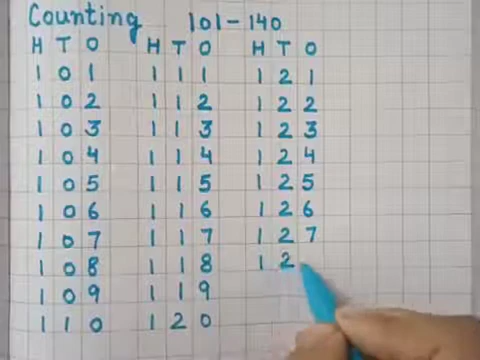 Counting 101-140
H T O H T O H T O
1 0 1 1 1 1 1 2 1
1 0 2 1 1 2 1 2 2
1 0 3 1 1 3 1 2 3
1 0 4 1 1 4 1 2 4
1 0 5 1 1 5 1 2 5
1 0 6 1 1 6 1 2 6
1 0 7 1 1 7 1 2 7
1 0 8 1 1 8 1 2
1 0 9 1 1 9
1 1 0 1 2 0